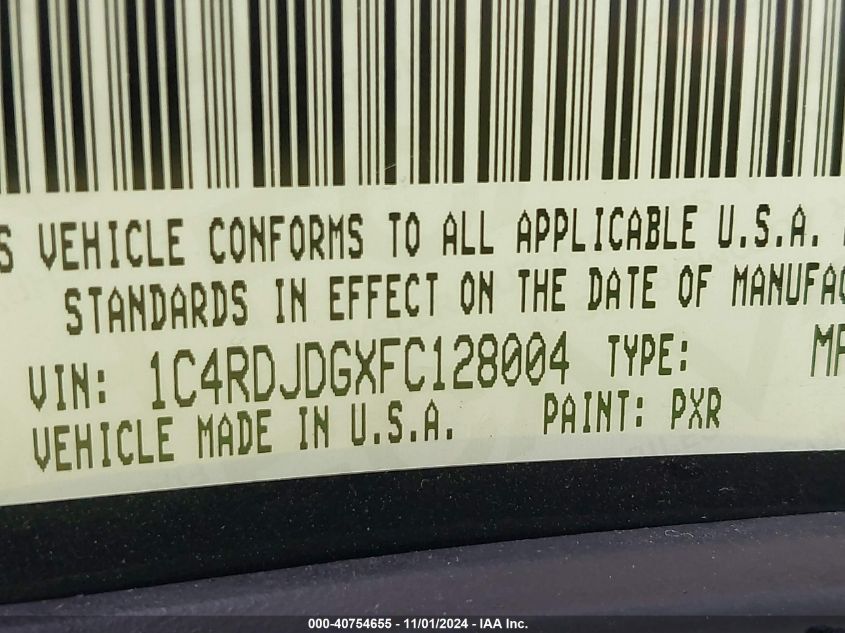 VEHICLE CONFORMS TO ALL APPLICABLE U.S.A.
STANDARDS IN EFFECT ON THE DATE OF MANUFAC
VIN: 1C4RDJDGXFC128004 TYPE:
VEHICLE MADE IN U.S.A. PAINT: PXR
000-40754655 - 11/01/2024 - IAA Inc.